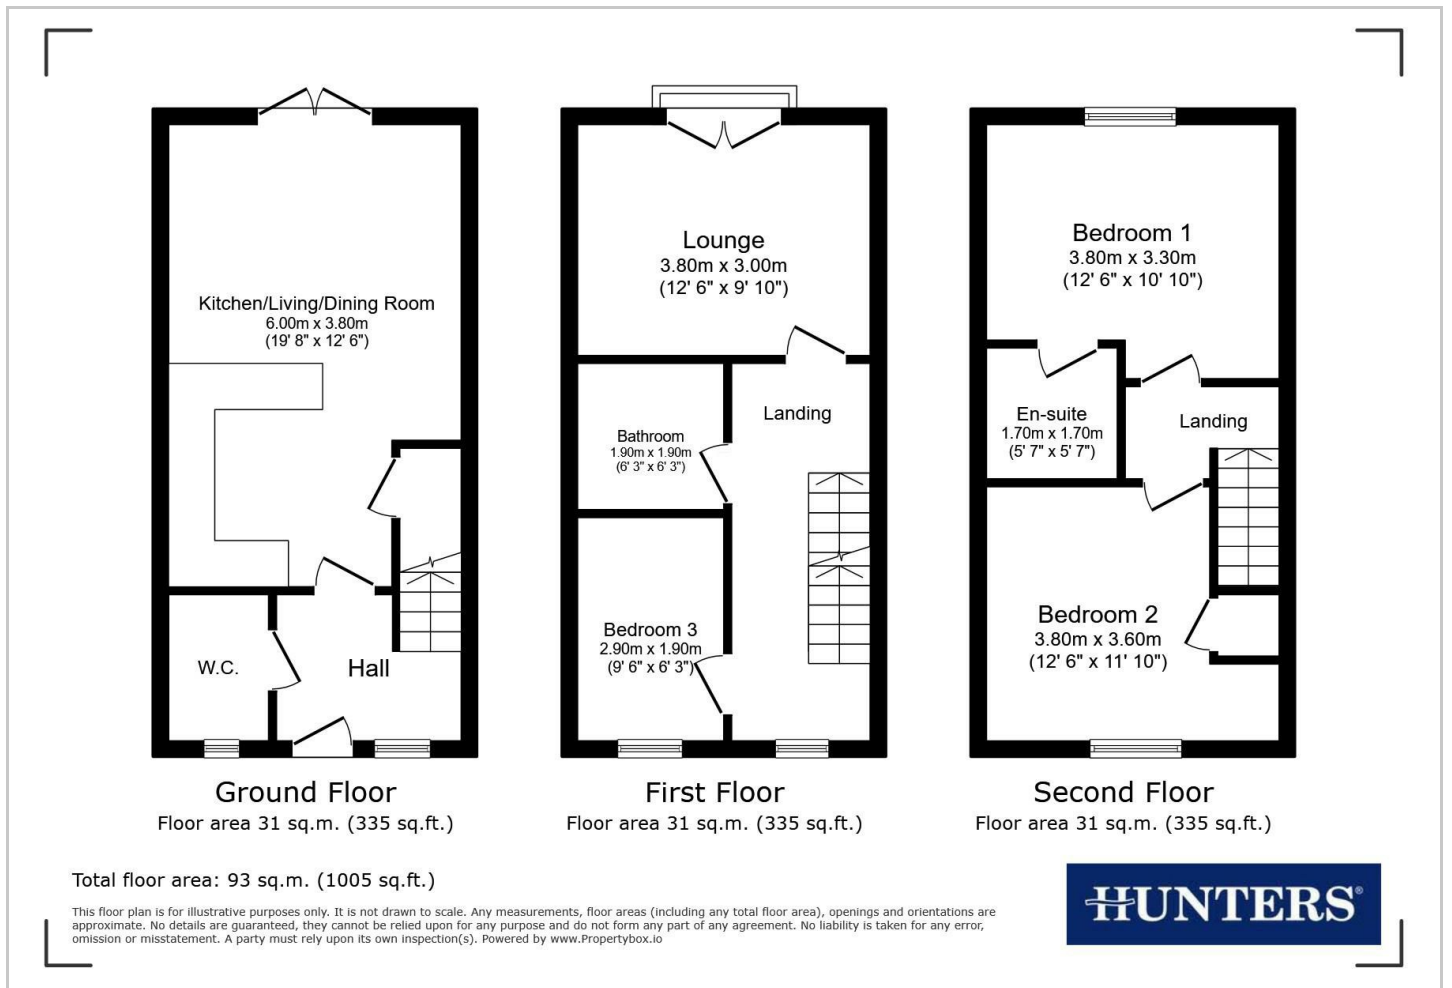 Kitchen/Living/Dining Room
6.00m x 3.80m
(19' 8" x 12' 6")
W.C.
Hall
Ground Floor
Floor area 31 sq.m. (335 sq.ft.)
Lounge
3.80m x 3.00m
(12' 6" x 9' 10")
Landing
Bathroom
1.90m x 1.90m
(6' 3" x 6' 3")
Bedroom 3
2.90m x 1.90m
(9' 6" x 6' 3")
First Floor
Floor area 31 sq.m. (335 sq.ft.)
Bedroom 1
3.80m x 3.30m
(12' 6" x 10' 10")
En-suite
1.70m x 1.70m
(5' 7" x 5' 7")
Landing
Bedroom 2
3.80m x 3.60m
(12' 6" x 11' 10")
Second Floor
Floor area 31 sq.m. (335 sq.ft.)
Total floor area: 93 sq.m. (1005 sq.ft.)
This floor plan is for illustrative purposes only. It is not drawn to scale. Any measurements, floor areas (including any total floor area), openings and orientations are
approximate. No details are guaranteed, they cannot be relied upon for any purpose and do not form any part of any agreement. No liability is taken for any error,
omission or misstatement. A party must rely upon its own inspection(s). Powered by www.Propertybox.io
HUNTERS®